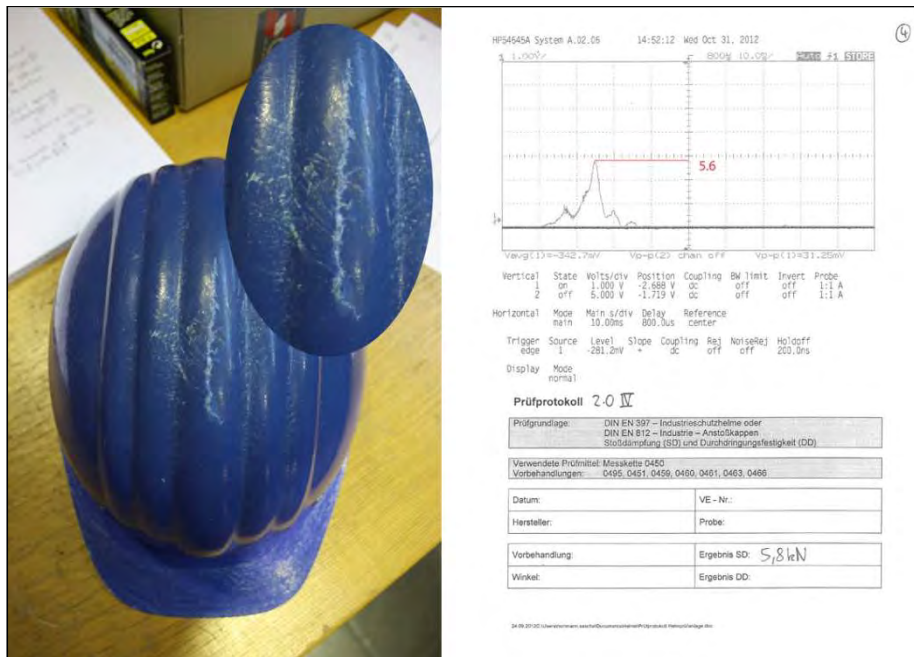 HP54645A System A.02.06 14:52:12 Wed Oct 31, 2012
④
1 1.00V/ 800µ 10.0s/ Auto f1 STORE
5.6
Vavg(1)=-342.7mV Vp-p(2) chan off Vp-p(1)=31.25mV
Vertical State Volts/div Position Coupling BW limit Invert Probe
1 on 1.000 V -2.688 V dc off off 1:1 A
2 off 5.000 V -1.719 V dc off off 1:1 A
Horizontal Mode Main s/div Delay Reference
main 10.00ms 800.0us center
Trigger Source Level Slope Coupling Rej NoiseRej Holdoff
edge 1 -281.2mV + dc off off 200.0ns
Display Mode
normal
Prüfprotokoll 2.0 IV
Prüfgrundlage: DIN EN 397 – Industrieschutzhelme oder
DIN EN 812 – Industrie – Anstoßkappen
Stoßdämpfung (SD) und Durchdringungsfestigkeit (DD)
Verwendete Prüfmittel: Messkette 0450
Vorbehandlungen: 0495, 0451, 0459, 0460, 0461, 0463, 0466
Datum: VE - Nr.:
Hersteller: Probe:
Vorbehandlung: Ergebnis SD: 5,8 kN
Winkel: Ergebnis DD: